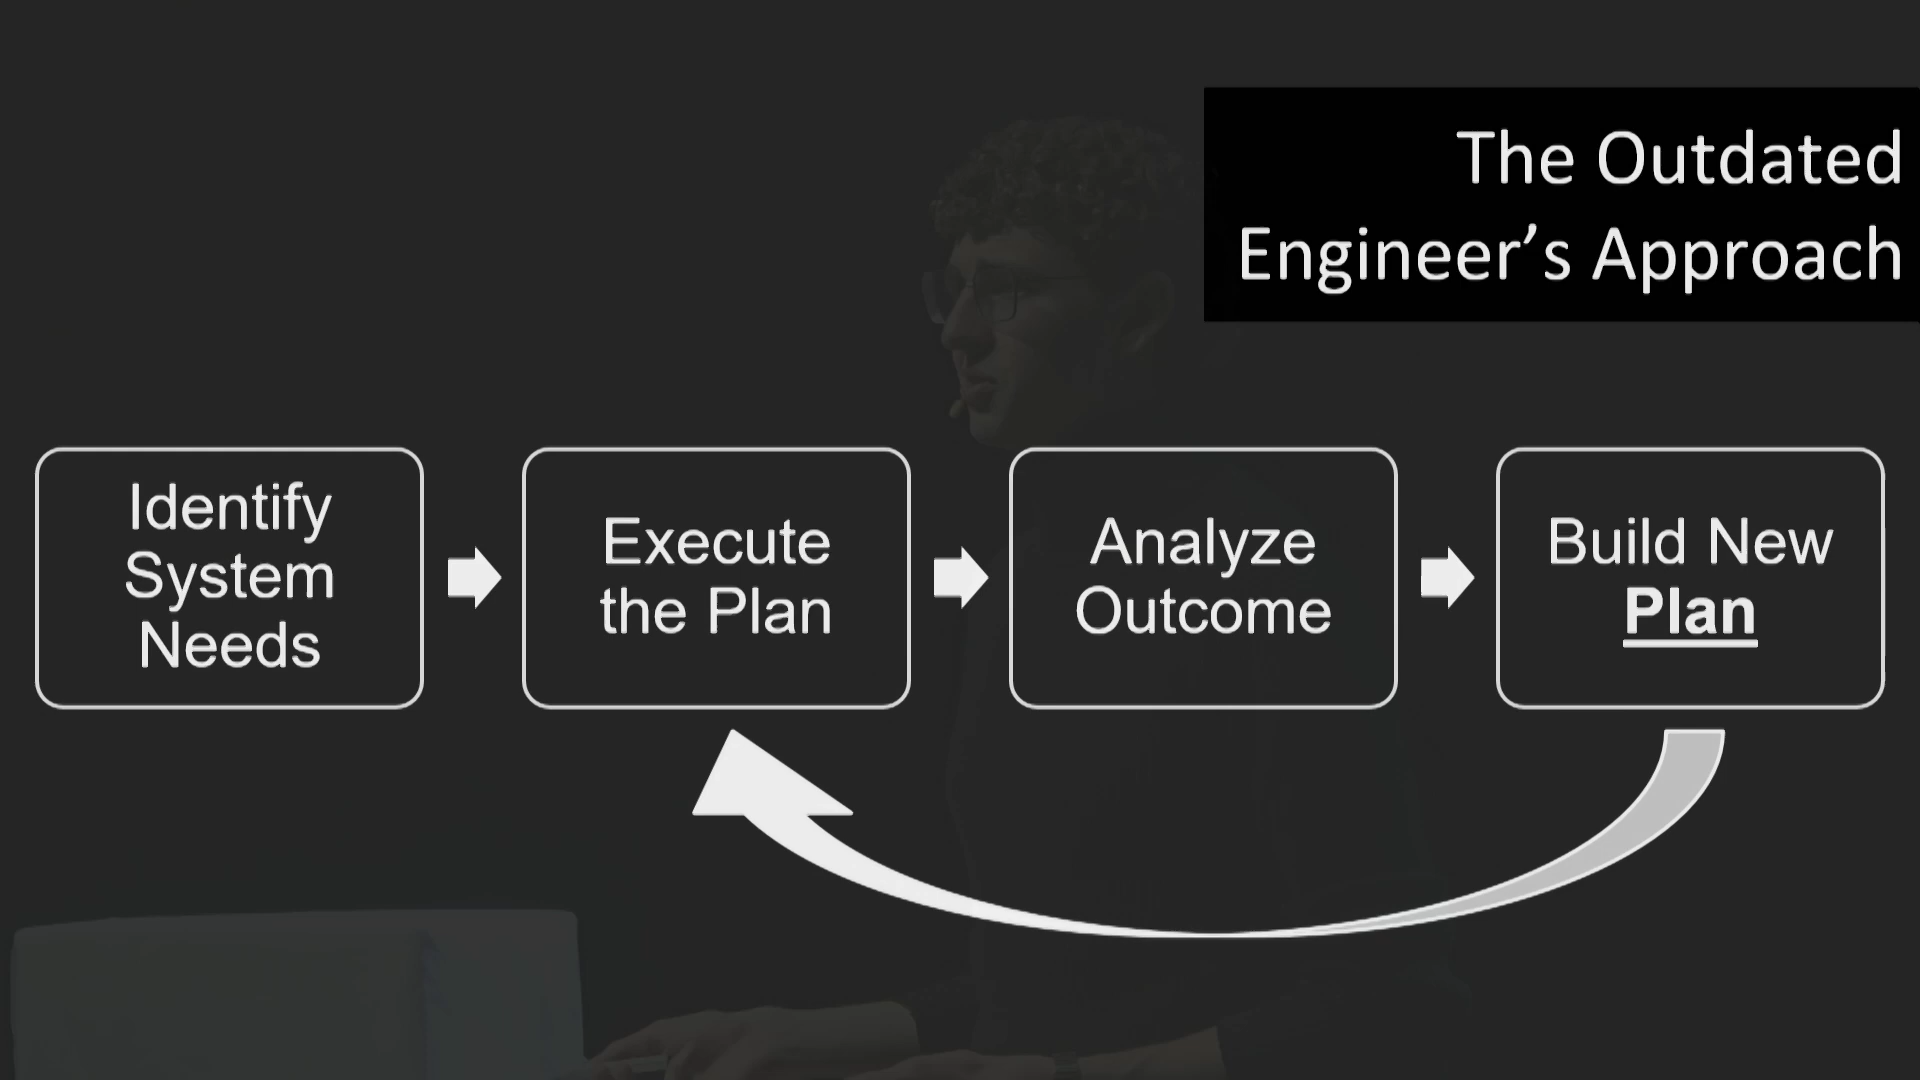 The Outdated
Engineer’s Approach
Identify
System
Needs
Execute
the Plan
Analyze
Outcome
Build New
Plan